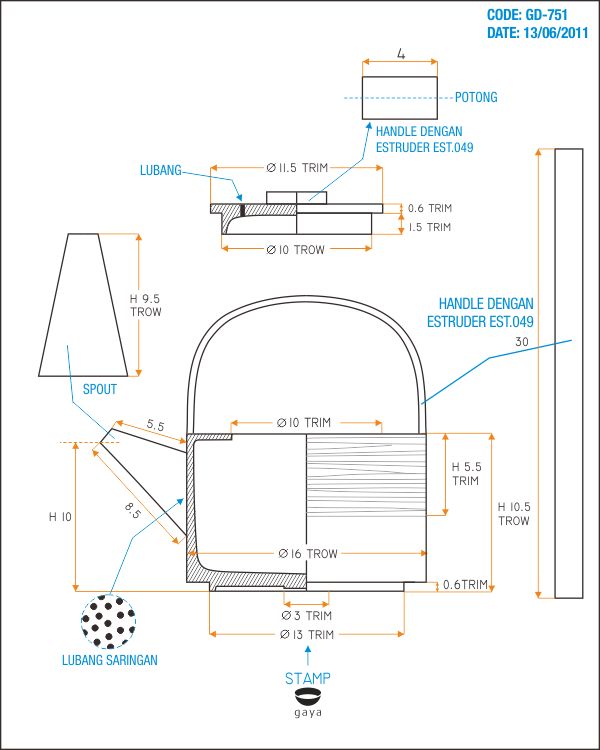 CODE: GD-751
DATE: 13/06/2011
4
POTONG
HANDLE DENGAN
ESTRUDER EST.049
Ø 11.5 TRIM
LUBANG
0.6 TRIM
1.5 TRIM
Ø 10 TROW
H 9.5
TROW
HANDLE DENGAN
ESTRUDER EST.049
30
SPOUT
5.5
Ø 10 TRIM
H 5.5
TRIM
H 10.5
TROW
H 10
8.5
Ø 16 TROW
0.6 TRIM
Ø 3 TRIM
Ø 13 TRIM
LUBANG SARINGAN
STAMP
gaya